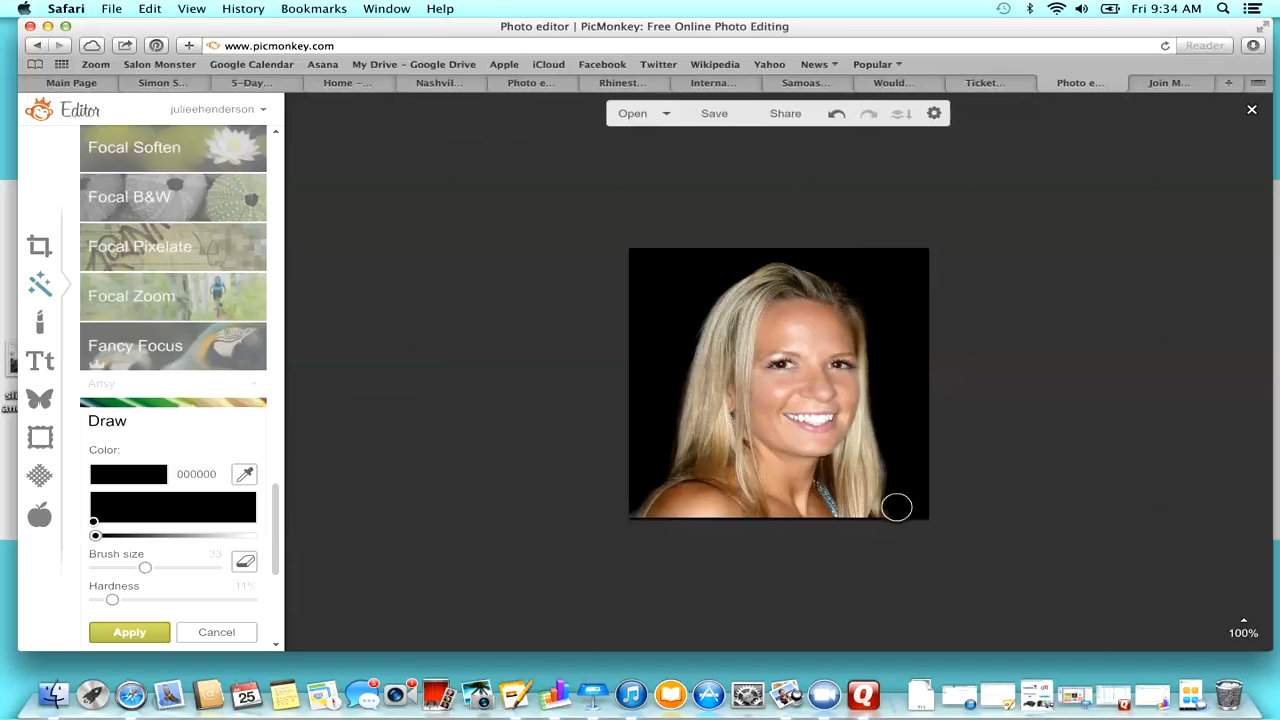 Safari File Edit View History Bookmarks Window Help Fri 9:34 AM
Photo editor | PicMonkey: Free Online Photo Editing
www.picmonkey.com Reader
Zoom Salon Monster Google Calendar Asana My Drive – Google Drive Apple iCloud Facebook Twitter Wikipedia Yahoo News Popular
Main Page Simon S... 5–Day... Home –... Nashvil... Photo e... Rhinest... Interna... Samoas... Would... Ticket... Photo e... Join M...
Editor julieehenderson Open Save Share
Focal Soften
Focal B&W
Focal Pixelate
Focal Zoom
Fancy Focus
Tt
Artsy
Draw
Color:
000000
Brush size 33
Hardness 11%
Apply Cancel
100%